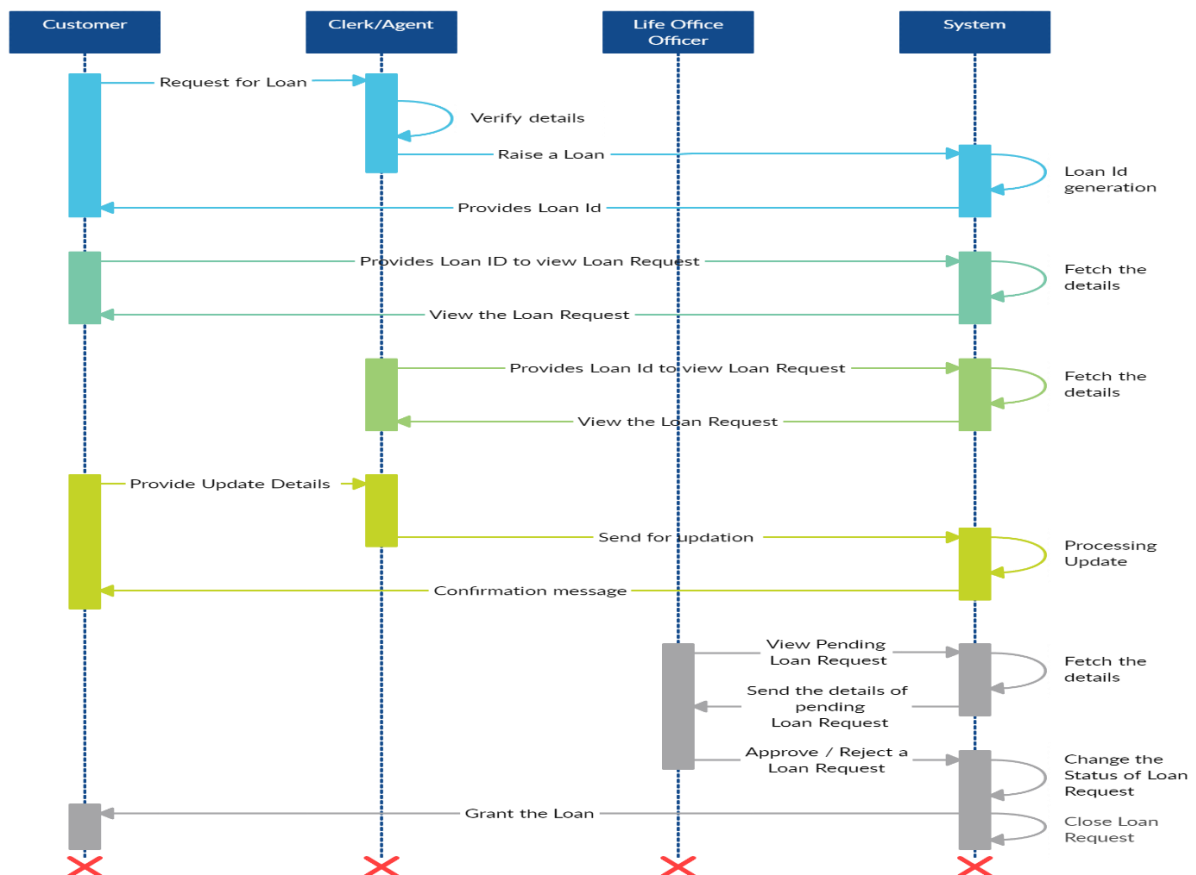 Customer
Clerk/Agent
Life Office
Officer
System
Request for Loan
Verify details
Raise a Loan
Loan Id
generation
Provides Loan Id
Provides Loan ID to view Loan Request
Fetch the
details
View the Loan Request
Provides Loan Id to view Loan Request
Fetch the
details
View the Loan Request
Provide Update Details
Send for updation
Processing
Update
Confirmation message
View Pending
Loan Request
Fetch the
details
Send the details of
pending
Loan Request
Approve / Reject a
Loan Request
Change the
Status of Loan
Request
Grant the Loan
Close Loan
Request